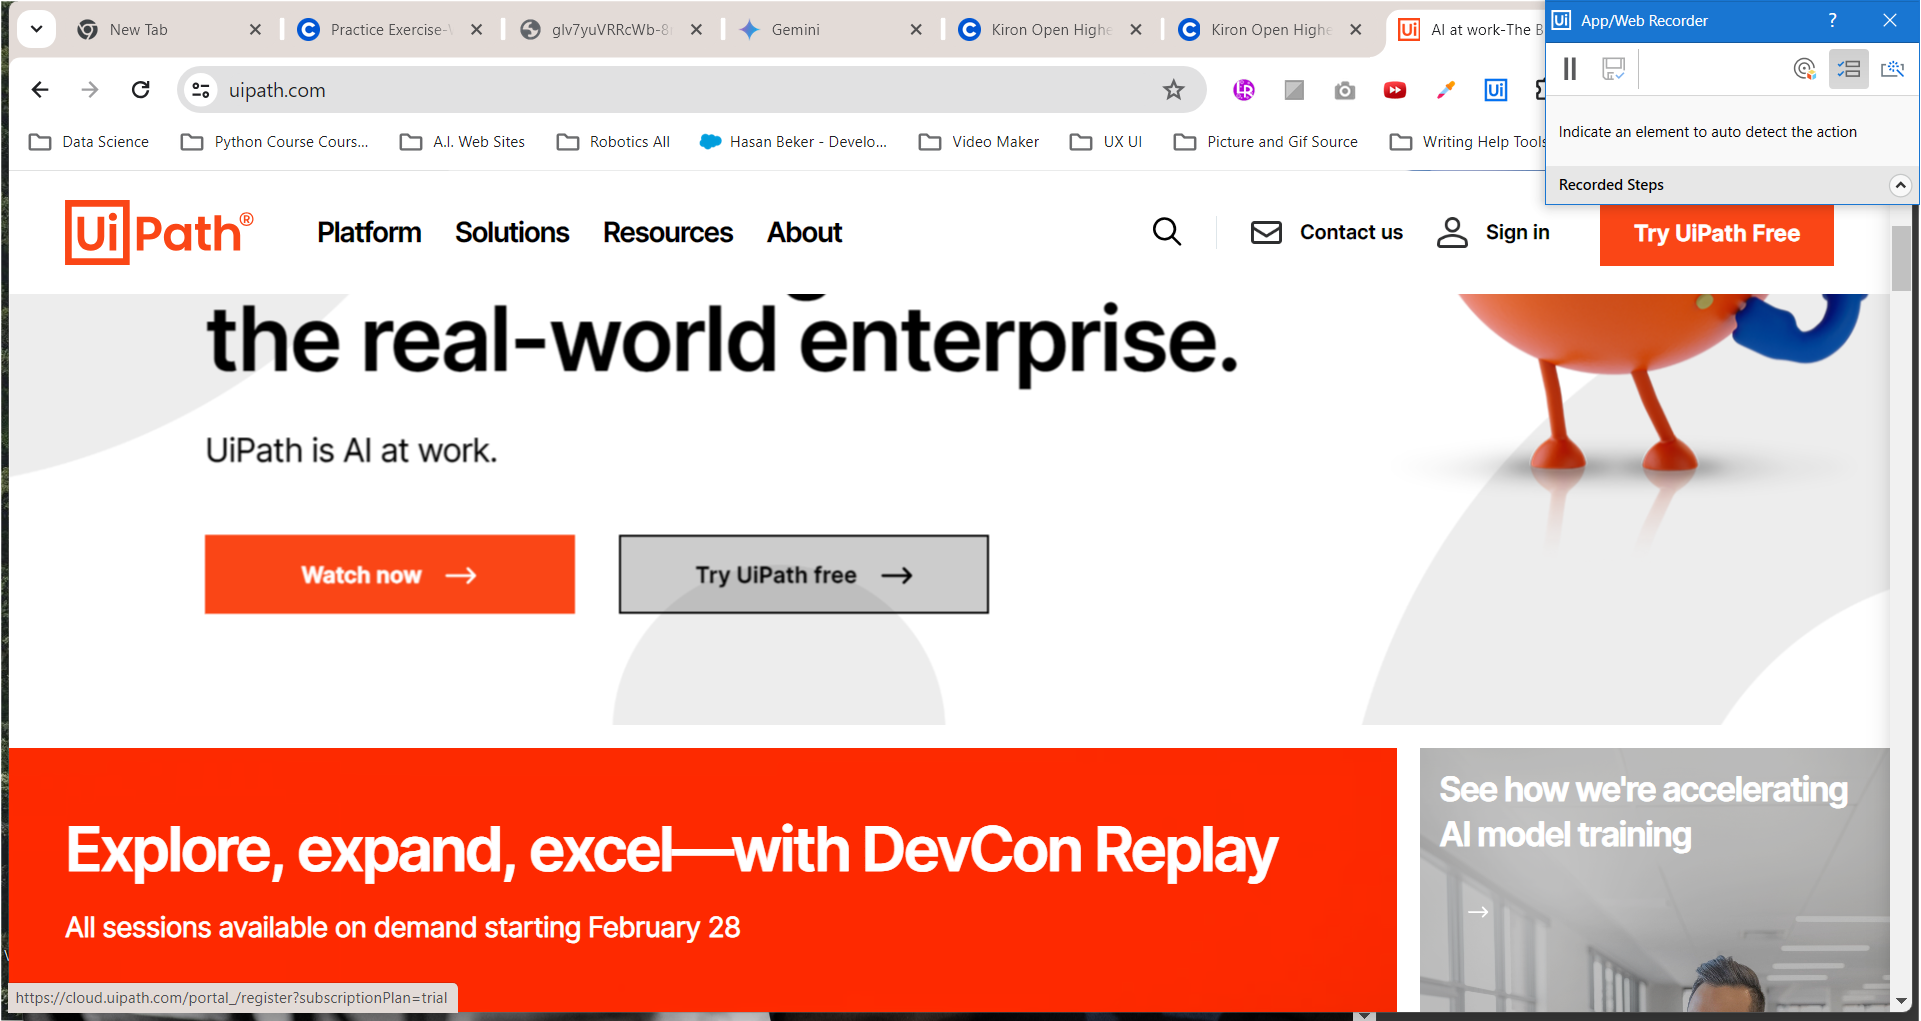 New Tab
Practice Exercise-
glv7yuVRRcWb-8
Gemini
Kiron Open Highe
Kiron Open Highe
AI at work-The B
Ui App/Web Recorder ?
uipath.com
Indicate an element to auto detect the action
Recorded Steps
Data Science
Python Course Cours...
A.I. Web Sites
Robotics All
Hasan Beker - Develo...
Video Maker
UX UI
Picture and Gif Source
Writing Help Tools
UiPath®
Platform
Solutions
Resources
About
Contact us
Sign in
Try UiPath Free
the real-world enterprise.
UiPath is AI at work.
Watch now →
Try UiPath free →
Explore, expand, excel—with DevCon Replay
All sessions available on demand starting February 28
See how we're accelerating
AI model training
→
https://cloud.uipath.com/portal_/register?subscriptionPlan=trial